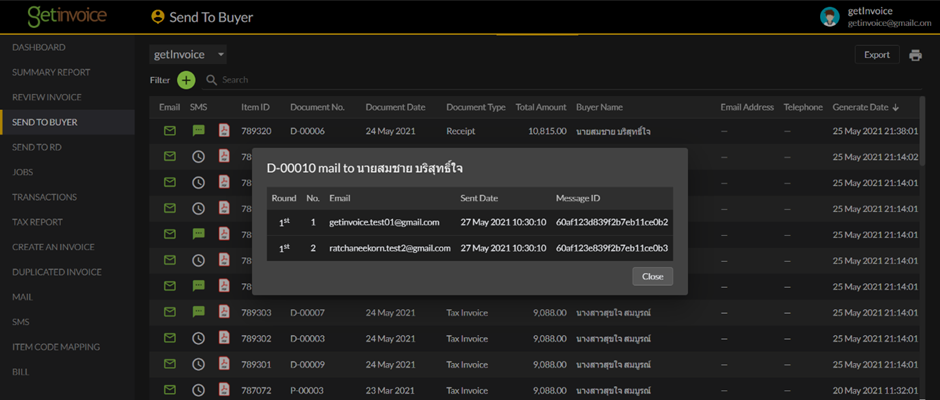 getinvoice
Send To Buyer
getInvoice
getinvoice@gmailc.om
DASHBOARD
SUMMARY REPORT
REVIEW INVOICE
SEND TO BUYER
SEND TO RD
JOBS
TRANSACTIONS
TAX REPORT
CREATE AN INVOICE
DUPLICATED INVOICE
MAIL
SMS
ITEM CODE MAPPING
BILL
getInvoice
Export
Filter Search
Email SMS Item ID Document No. Document Date Document Type Total Amount Buyer Name Email Address Telephone Generate Date
789320 D-00006 24 May 2021 Receipt 10,815.00 นายสมชาย บริสุทธิ์ใจ — — 25 May 2021 21:38:01
25 May 2021 21:14:02
25 May 2021 21:14:01
25 May 2021 21:14:01
25 May 2021 21:14:01
25 May 2021 21:14:01
25 May 2021 21:14:01
D-00010 mail to นายสมชาย บริสุทธิ์ใจ
Round No. Email Sent Date Message ID
1st 1 getinvoice.test01@gmail.com 27 May 2021 10:30:10 60af123d839f2b7eb11ce0b2
1st 2 ratchaneekorn.test2@gmail.com 27 May 2021 10:30:10 60af123e839f2b7eb11ce0b3
Close
789303 D-00007 24 May 2021 Tax Invoice 9,088.00 นางสาวสุขใจ สมบูรณ์ — — 25 May 2021 21:14:01
789302 D-00003 24 May 2021 Tax Invoice 9,088.00 นางสาวสุขใจ สมบูรณ์ — — 25 May 2021 21:14:01
789301 D-00009 24 May 2021 Tax Invoice 9,088.00 นางสาวสุขใจ สมบูรณ์ — — 25 May 2021 21:14:01
787072 P-00003 23 Mar 2021 Tax Invoice 9,088.00 นางสาวสุขใจ สมบูรณ์ — — 20 May 2021 11:32:01